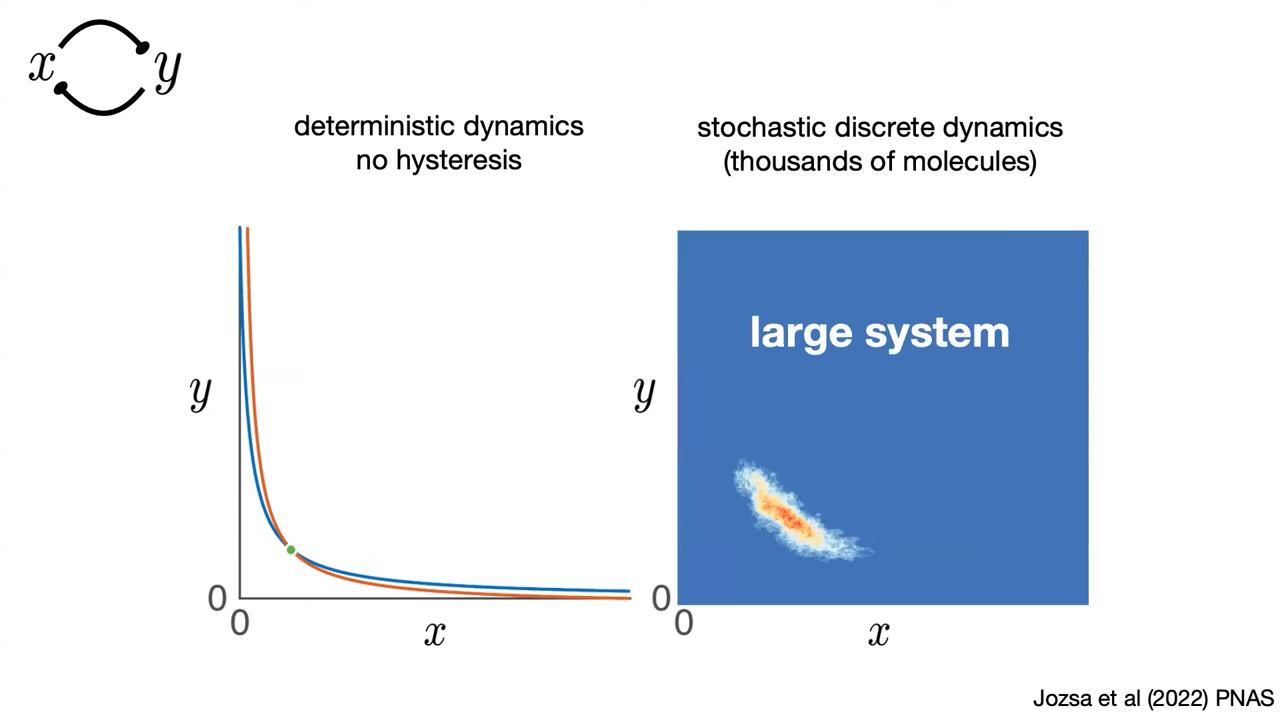 x y
deterministic dynamics
no hysteresis
stochastic discrete dynamics
(thousands of molecules)
large system
y
0
0
x
y
0
0
x
Jozsa et al (2022) PNAS